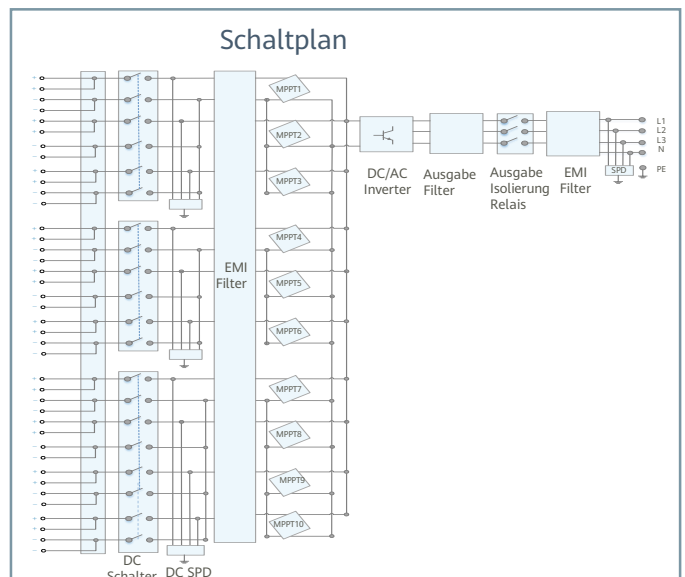 Schaltplan
MPPT1
MPPT2
MPPT3
MPPT4
MPPT5
MPPT6
MPPT7
MPPT8
MPPT9
MPPT10
EMI
Filter
DC
Schalter
DC SPD
DC/AC
Inverter
Ausgabe
Filter
Ausgabe
Isolierung
Relais
EMI
Filter
SPD
L1
L2
L3
N
PE